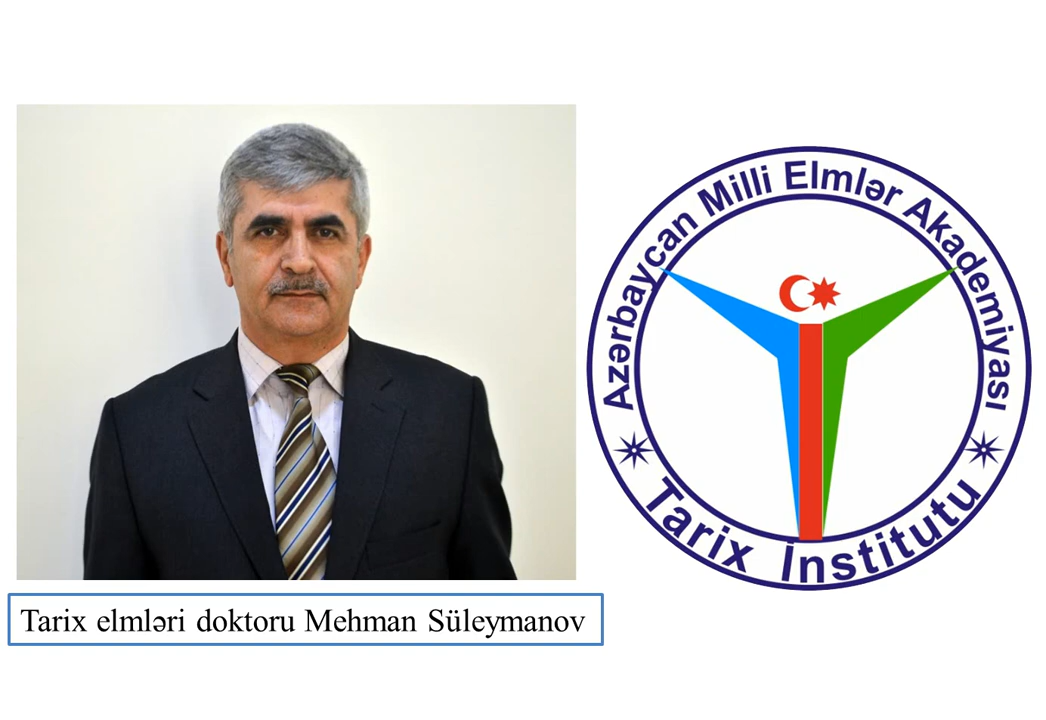 Azərbaycan Milli Elmlər Akademiyası
Tarix İnstitutu
Tarix elmləri doktoru Mehman Süleymanov